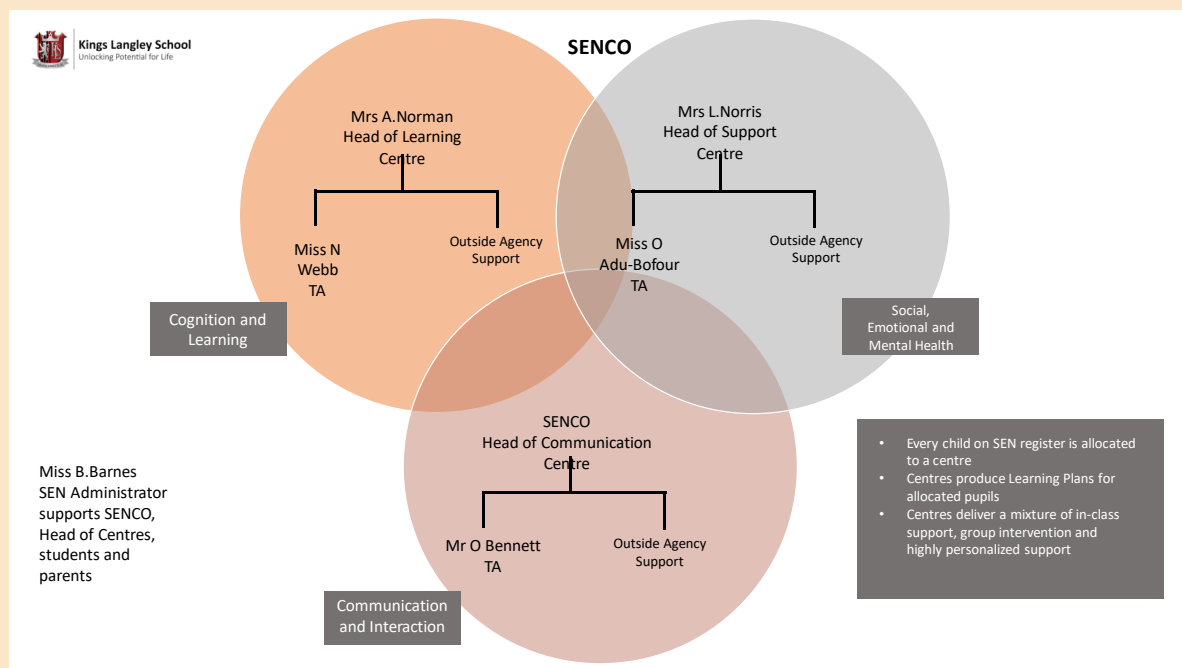 Kings Langley School
Unlocking Potential for Life
SENCO
Mrs A.Norman
Head of Learning
Centre
Miss N
Webb
TA
Outside Agency
Support
Cognition and
Learning
Mrs L.Norris
Head of Support
Centre
Miss O
Adu-Bofour
TA
Outside Agency
Support
Social,
Emotional and
Mental Health
SENCO
Head of Communication
Centre
Mr O Bennett
TA
Outside Agency
Support
Communication
and Interaction
Miss B.Barnes
SEN Administrator
supports SENCO,
Head of Centres,
students and
parents
• Every child on SEN register is allocated
to a centre
• Centres produce Learning Plans for
allocated pupils
• Centres deliver a mixture of in-class
support, group intervention and
highly personalized support